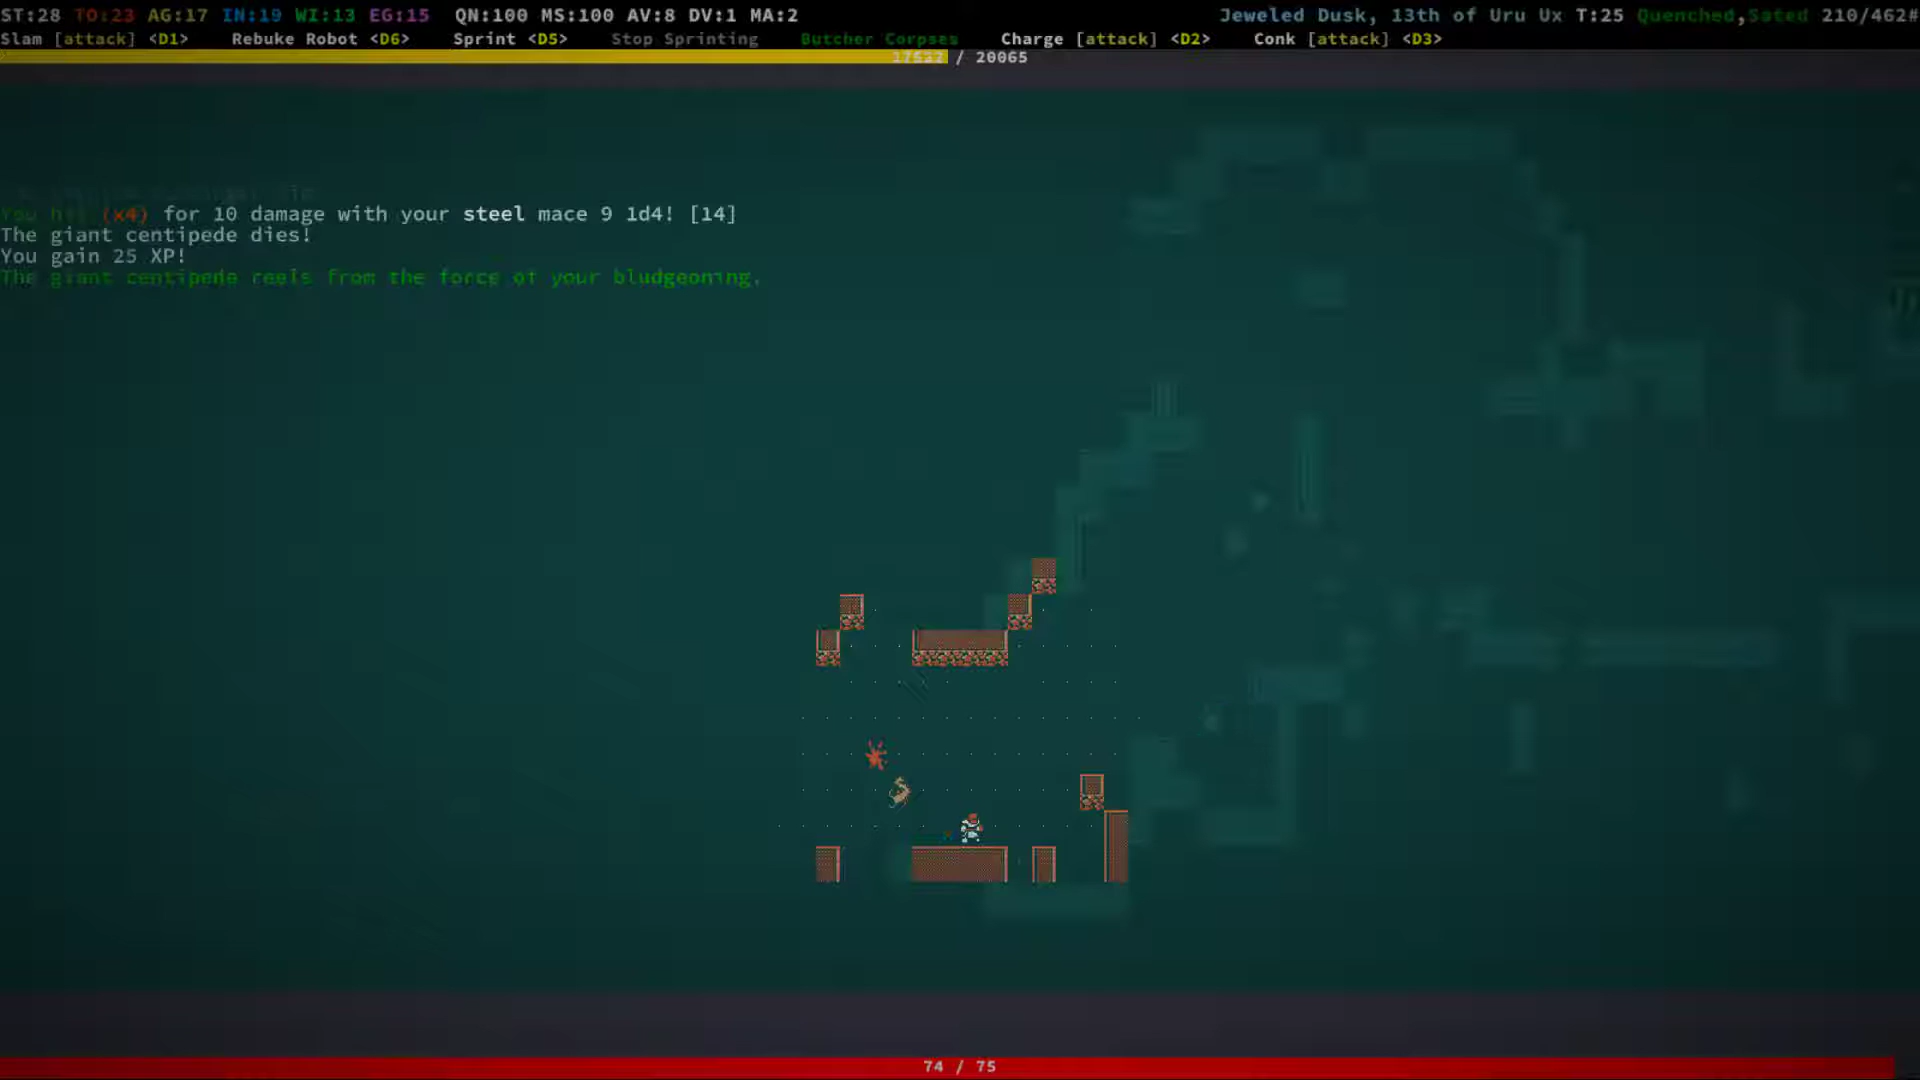 ST:28 TO:23 AG:17 IN:19 WI:13 EG:15 QN:100 MS:100 AV:8 DV:1 MA:2 Jeweled Dusk, 13th of Uru Ux T:25 Quenched,Sated 210/462#
Slam [attack] <D1> Rebuke Robot <D6> Sprint <D5> Stop Sprinting Butcher Corpses Charge [attack] <D2> Conk [attack] <D3>
/ 20065
You hit (x4) for 10 damage with your steel mace 9 1d4! [14]
The giant centipede dies!
You gain 25 XP!
The giant centipede reels from the force of your bludgeoning.
74 / 75